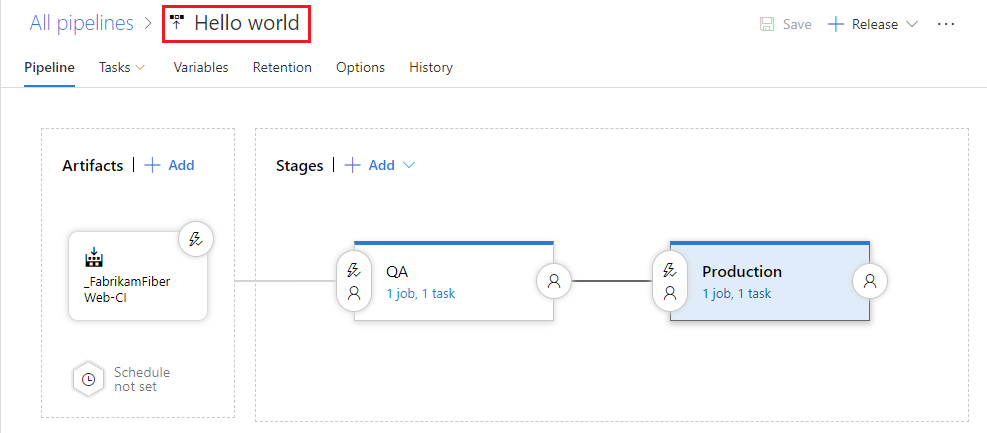 All pipelines > Hello world
Save + Release ...
Pipeline Tasks Variables Retention Options History
Artifacts | + Add
Stages | + Add
_FabrikamFiber
Web-CI
QA
1 job, 1 task
Production
1 job, 1 task
Schedule
not set